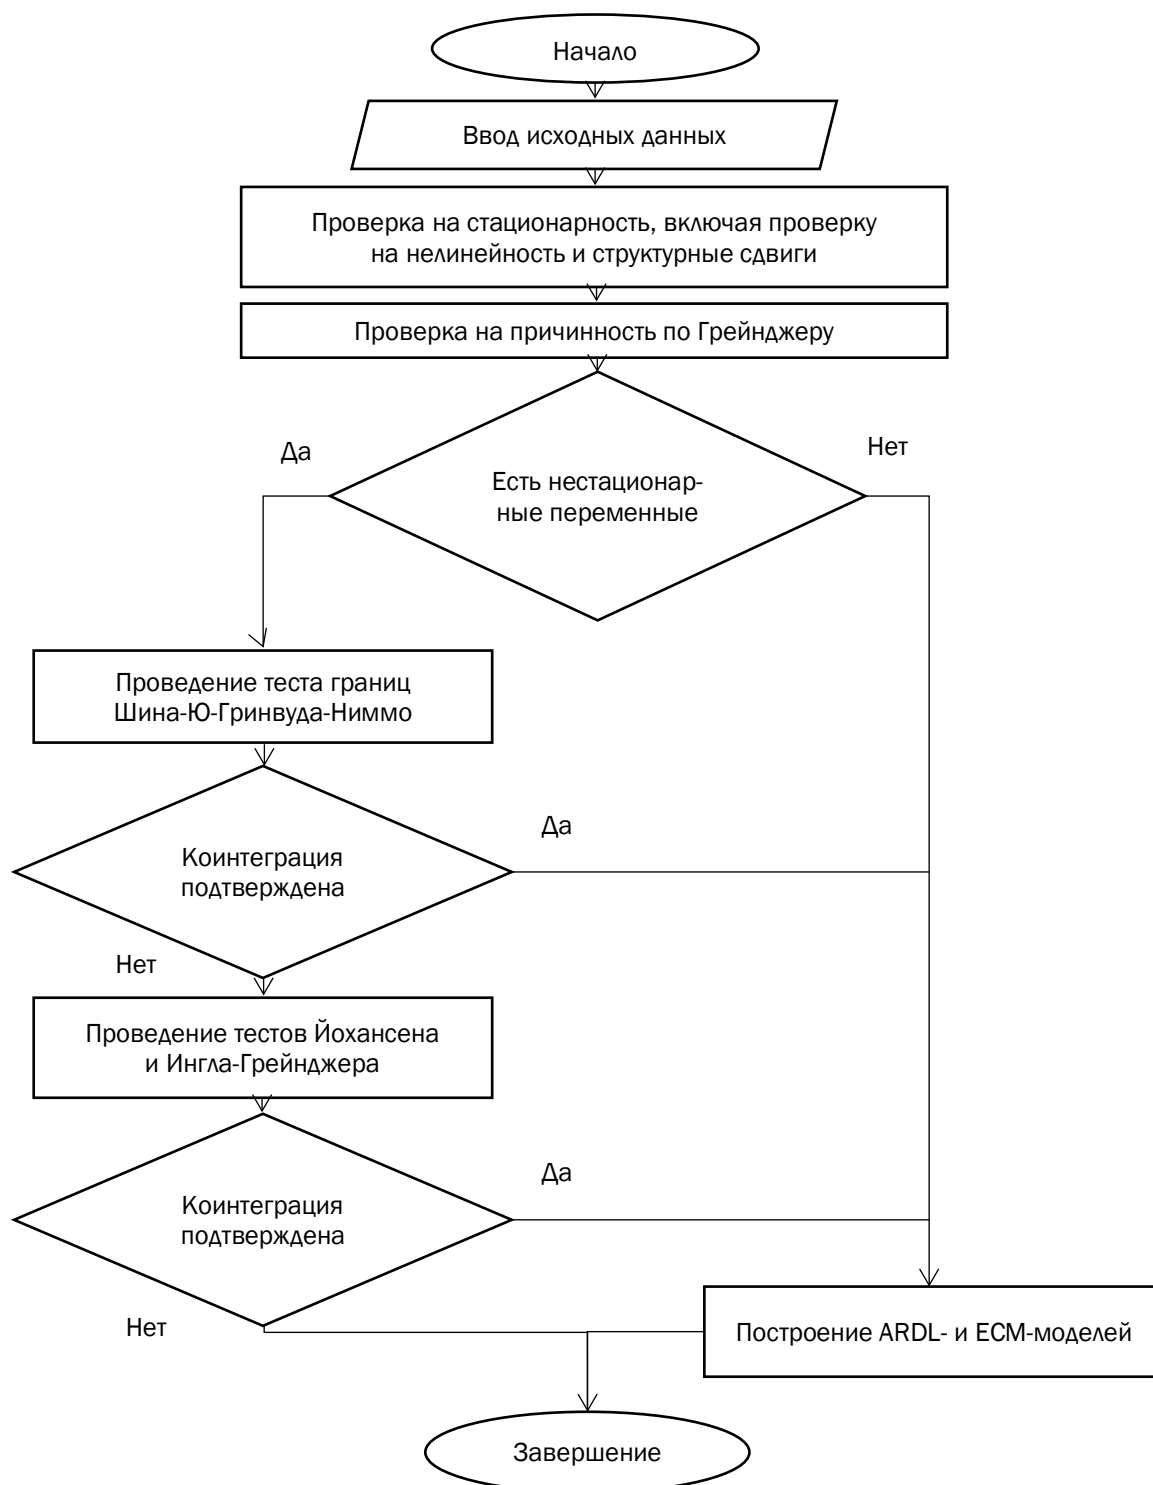 Начало
Ввод исходных данных
Проверка на стационарность, включая проверку
на нелинейность и структурные сдвиги
Проверка на причинность по Грейнджеру
Да
Нет
Есть нестационар-
ные переменные
Проведение теста границ
Шина-Ю-Гринвуда-Ниммо
Да
Коинтеграция
подтверждена
Нет
Проведение тестов Йохансена
и Ингла-Грейнджера
Да
Коинтеграция
подтверждена
Нет
Построение ARDL- и ECM-моделей
Завершение